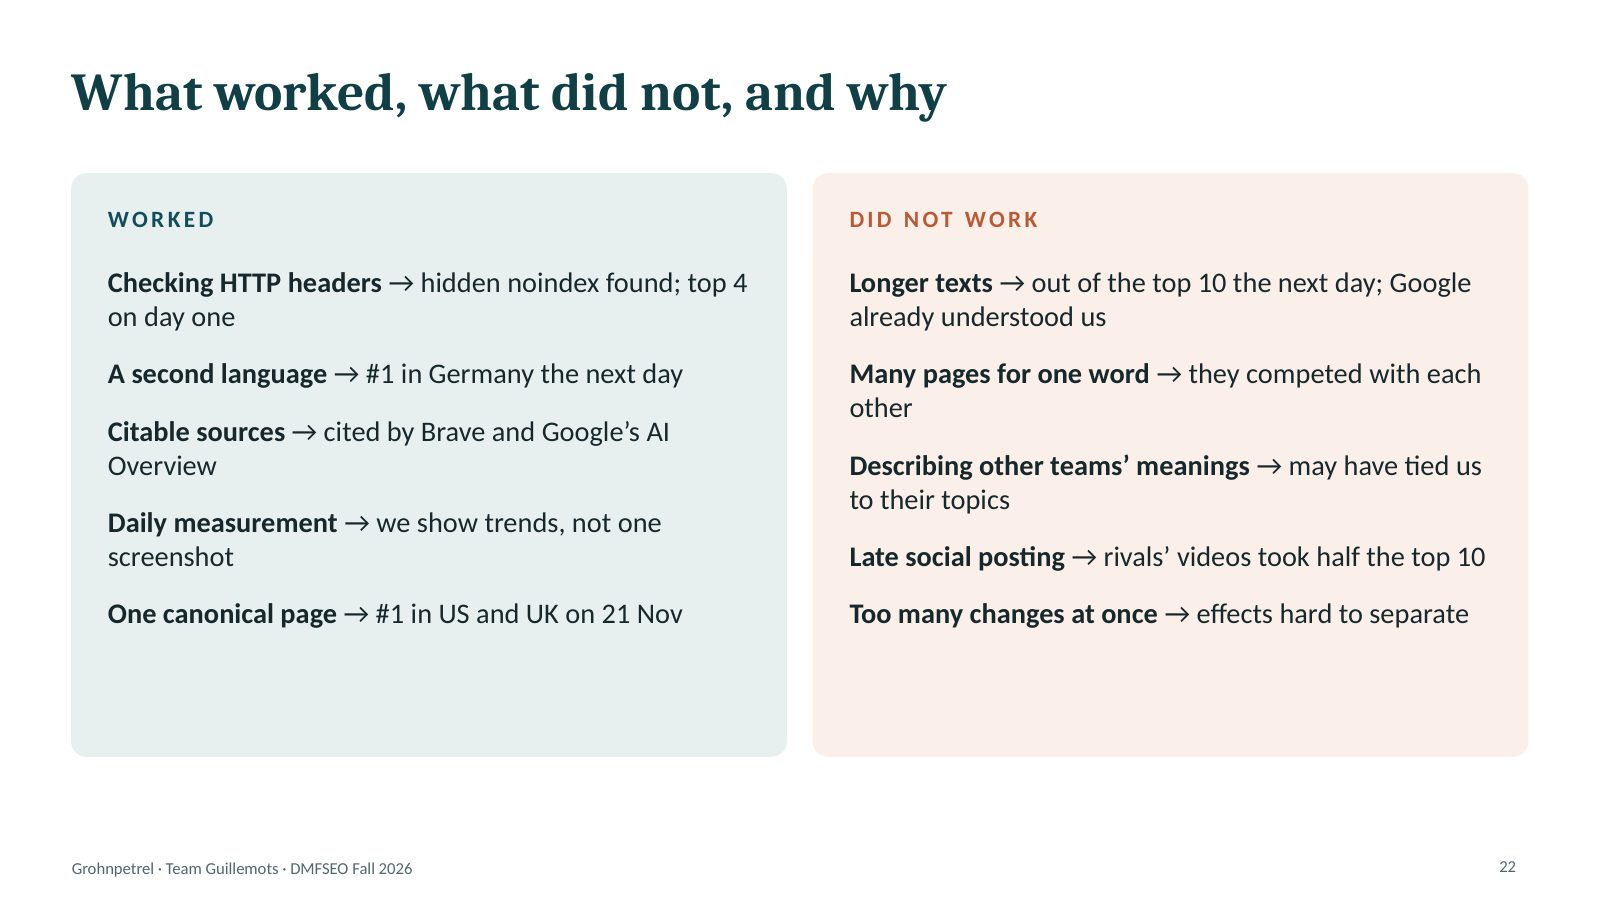 What worked, what did not, and why
WORKED
Checking HTTP headers → hidden noindex found; top 4
on day one
A second language → #1 in Germany the next day
Citable sources → cited by Brave and Google’s AI
Overview
Daily measurement → we show trends, not one
screenshot
One canonical page → #1 in US and UK on 21 Nov
DID NOT WORK
Longer texts → out of the top 10 the next day; Google
already understood us
Many pages for one word → they competed with each
other
Describing other teams’ meanings → may have tied us
to their topics
Late social posting → rivals’ videos took half the top 10
Too many changes at once → effects hard to separate
Grohnpetrel · Team Guillemots · DMFSEO Fall 2026
22